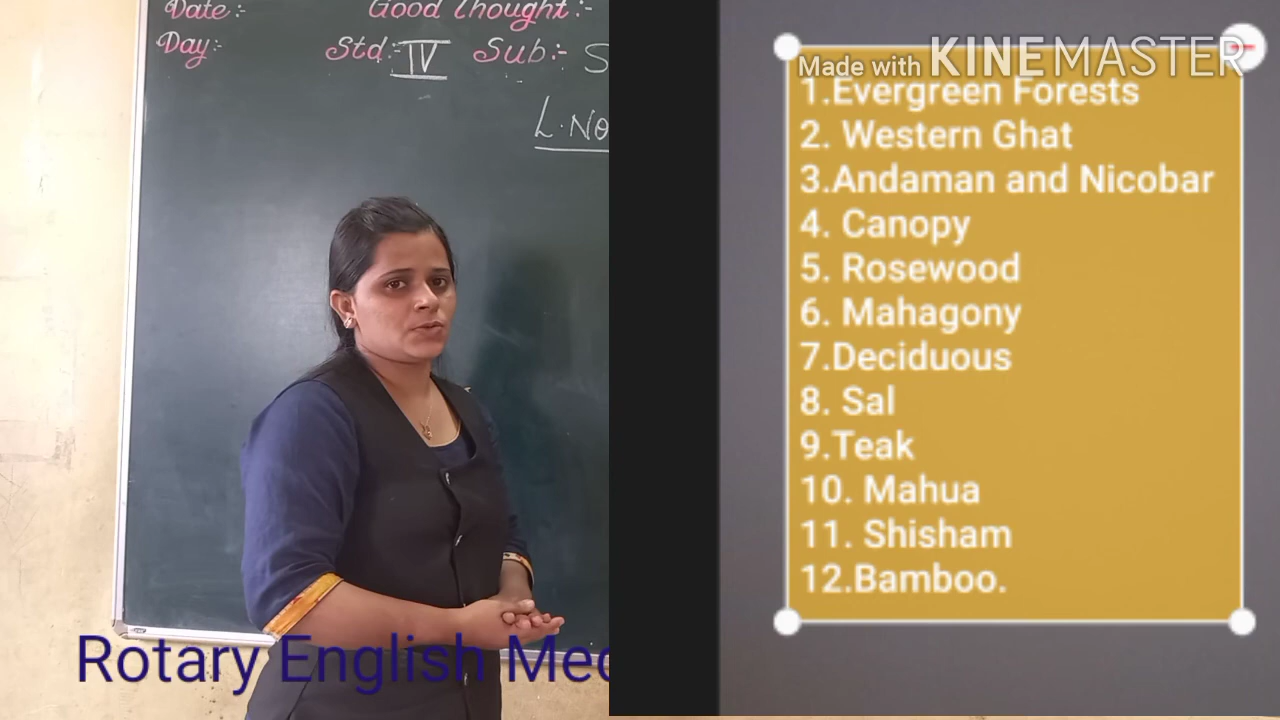 Date:- Good Thought:-
Day:- Std:- IV Sub:- S
L.No
Rotary English Med
Made with KINEMASTER
1.Evergreen Forests
2. Western Ghat
3.Andaman and Nicobar
4. Canopy
5. Rosewood
6. Mahagony
7.Deciduous
8. Sal
9.Teak
10. Mahua
11. Shisham
12.Bamboo.